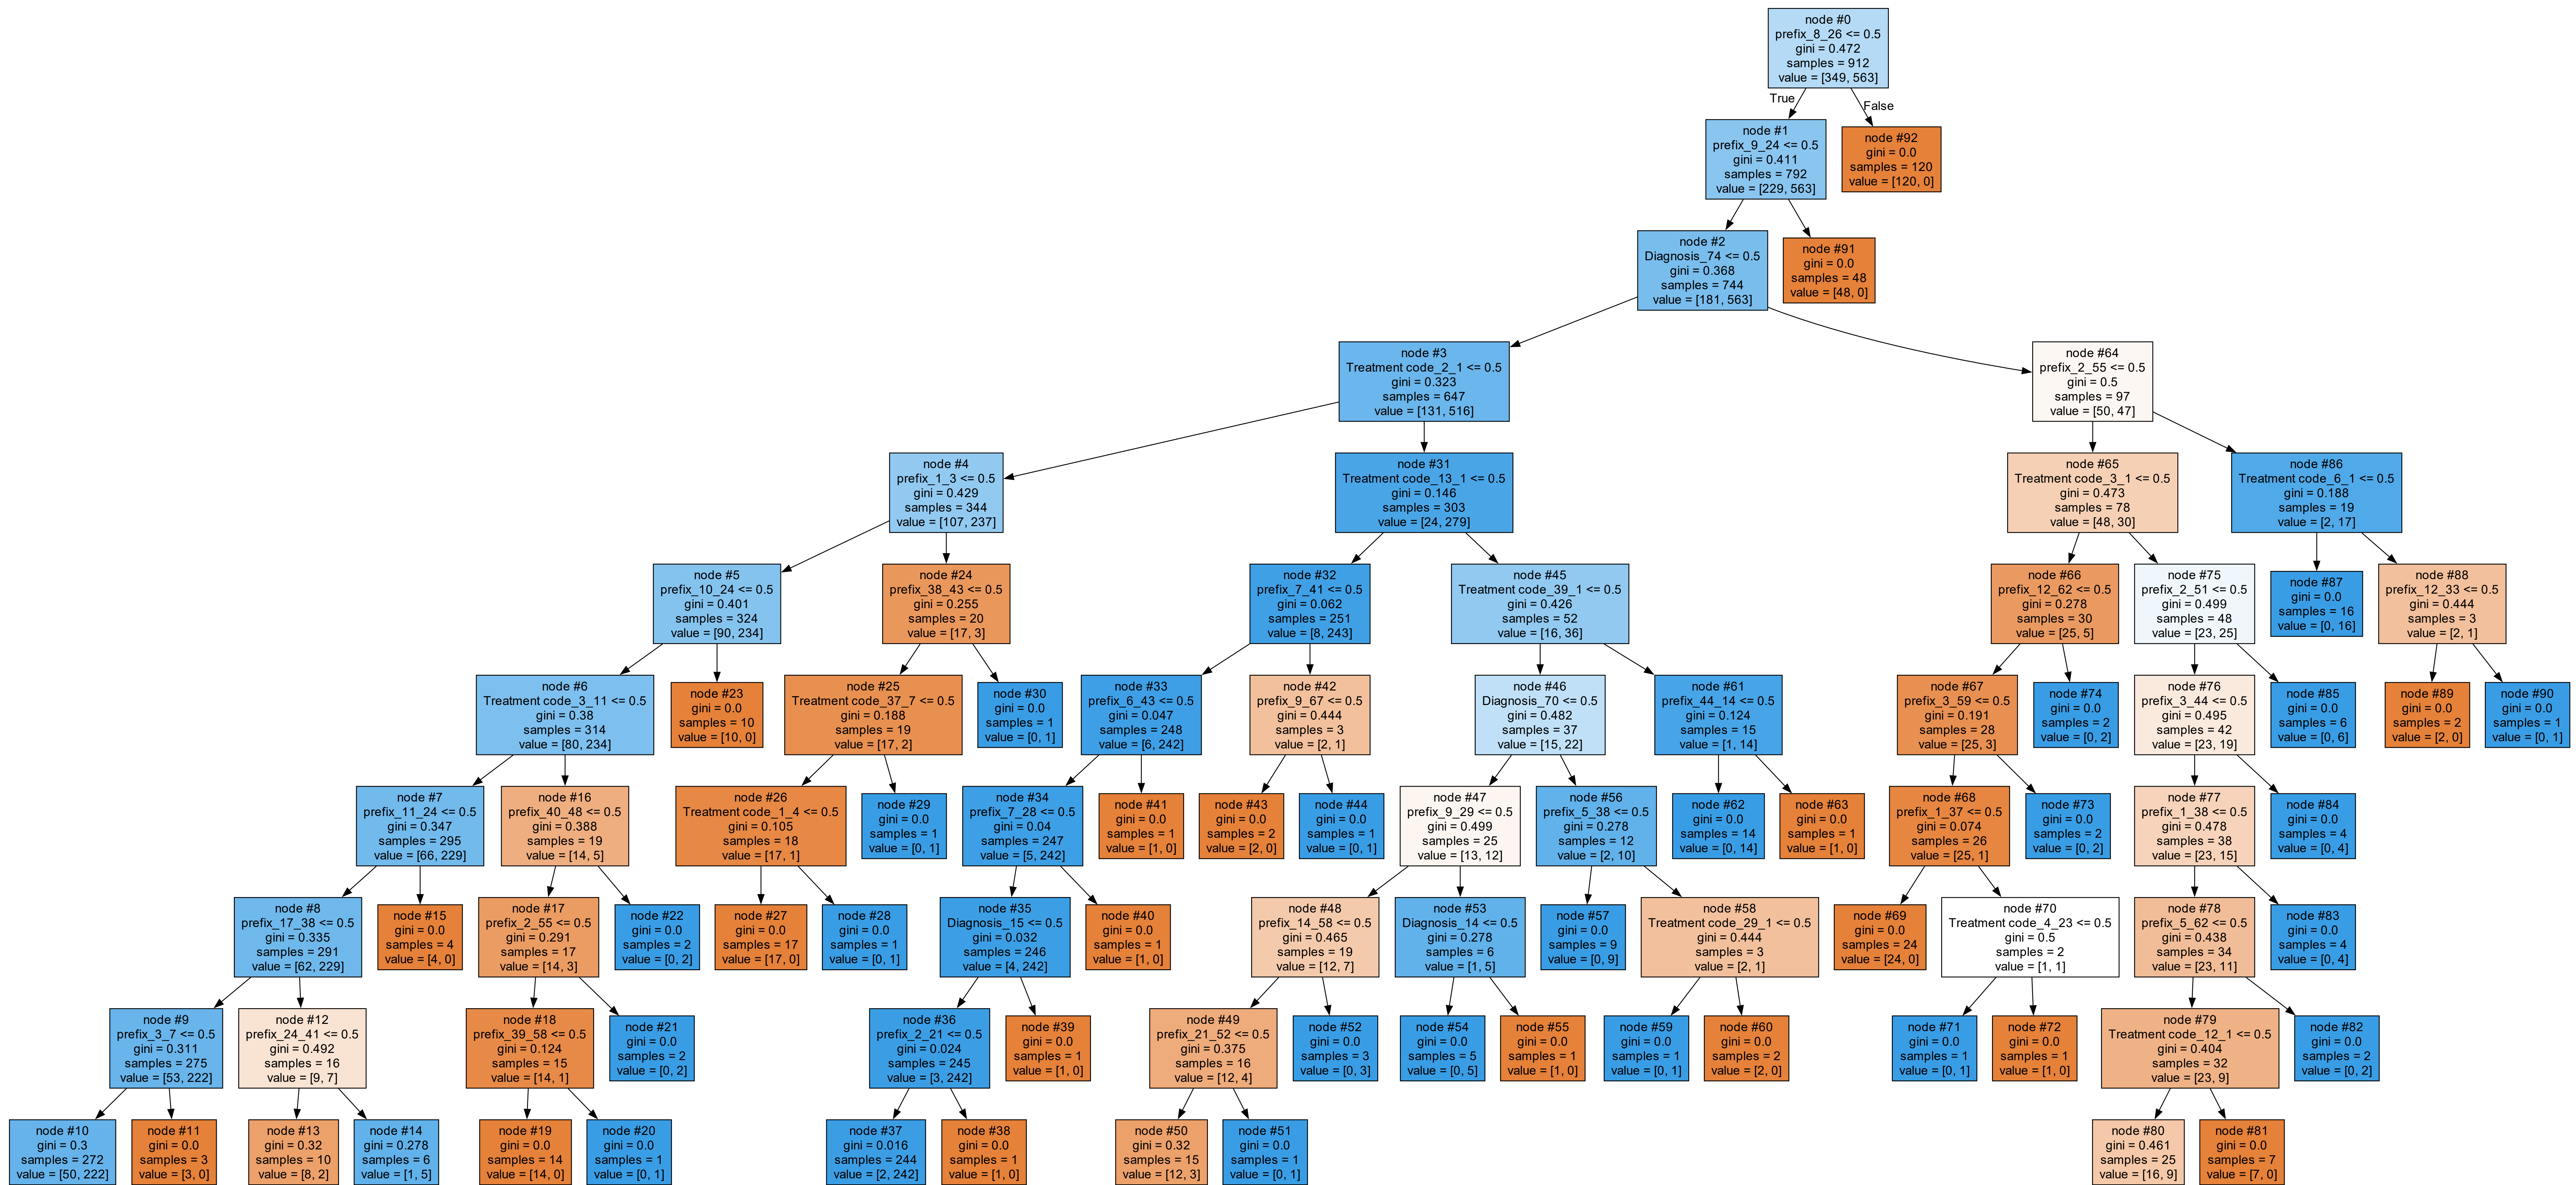 node #0
prefix_8_26 <= 0.5
gini = 0.472
samples = 912
value = [349, 563]
True
False
node #1
prefix_9_24 <= 0.5
gini = 0.411
samples = 792
value = [229, 563]
node #92
gini = 0.0
samples = 120
value = [120, 0]
node #2
Diagnosis_74 <= 0.5
gini = 0.368
samples = 744
value = [181, 563]
node #91
gini = 0.0
samples = 48
value = [48, 0]
node #3
Treatment code_2_1 <= 0.5
gini = 0.323
samples = 647
value = [131, 516]
node #64
prefix_2_55 <= 0.5
gini = 0.5
samples = 97
value = [50, 47]
node #4
prefix_1_3 <= 0.5
gini = 0.429
samples = 344
value = [107, 237]
node #31
Treatment code_13_1 <= 0.5
gini = 0.146
samples = 303
value = [24, 279]
node #65
Treatment code_3_1 <= 0.5
gini = 0.473
samples = 78
value = [48, 30]
node #86
Treatment code_6_1 <= 0.5
gini = 0.188
samples = 19
value = [2, 17]
node #5
prefix_10_24 <= 0.5
gini = 0.401
samples = 324
value = [90, 234]
node #24
prefix_38_43 <= 0.5
gini = 0.255
samples = 20
value = [17, 3]
node #32
prefix_7_41 <= 0.5
gini = 0.062
samples = 251
value = [8, 243]
node #45
Treatment code_39_1 <= 0.5
gini = 0.426
samples = 52
value = [16, 36]
node #66
prefix_12_62 <= 0.5
gini = 0.278
samples = 30
value = [25, 5]
node #75
prefix_2_51 <= 0.5
gini = 0.499
samples = 48
value = [23, 25]
node #87
gini = 0.0
samples = 16
value = [0, 16]
node #88
prefix_12_33 <= 0.5
gini = 0.444
samples = 3
value = [2, 1]
node #6
Treatment code_3_11 <= 0.5
gini = 0.38
samples = 314
value = [80, 234]
node #23
gini = 0.0
samples = 10
value = [10, 0]
node #25
Treatment code_37_7 <= 0.5
gini = 0.188
samples = 19
value = [17, 2]
node #30
gini = 0.0
samples = 1
value = [0, 1]
node #33
prefix_6_43 <= 0.5
gini = 0.047
samples = 248
value = [6, 242]
node #42
prefix_9_67 <= 0.5
gini = 0.444
samples = 3
value = [2, 1]
node #46
Diagnosis_70 <= 0.5
gini = 0.482
samples = 37
value = [15, 22]
node #61
prefix_44_14 <= 0.5
gini = 0.124
samples = 15
value = [1, 14]
node #67
prefix_3_59 <= 0.5
gini = 0.191
samples = 28
value = [25, 3]
node #74
gini = 0.0
samples = 2
value = [0, 2]
node #76
prefix_3_44 <= 0.5
gini = 0.495
samples = 42
value = [23, 19]
node #85
gini = 0.0
samples = 6
value = [0, 6]
node #89
gini = 0.0
samples = 2
value = [2, 0]
node #90
gini = 0.0
samples = 1
value = [0, 1]
node #7
prefix_11_24 <= 0.5
gini = 0.347
samples = 295
value = [66, 229]
node #16
prefix_40_48 <= 0.5
gini = 0.388
samples = 19
value = [14, 5]
node #26
Treatment code_1_4 <= 0.5
gini = 0.105
samples = 18
value = [17, 1]
node #29
gini = 0.0
samples = 1
value = [0, 1]
node #34
prefix_7_28 <= 0.5
gini = 0.04
samples = 247
value = [5, 242]
node #41
gini = 0.0
samples = 1
value = [1, 0]
node #43
gini = 0.0
samples = 2
value = [2, 0]
node #44
gini = 0.0
samples = 1
value = [0, 1]
node #47
prefix_9_29 <= 0.5
gini = 0.499
samples = 25
value = [13, 12]
node #56
prefix_5_38 <= 0.5
gini = 0.278
samples = 12
value = [2, 10]
node #62
gini = 0.0
samples = 14
value = [0, 14]
node #63
gini = 0.0
samples = 1
value = [1, 0]
node #68
prefix_1_37 <= 0.5
gini = 0.074
samples = 26
value = [25, 1]
node #73
gini = 0.0
samples = 2
value = [0, 2]
node #77
prefix_1_38 <= 0.5
gini = 0.478
samples = 38
value = [23, 15]
node #84
gini = 0.0
samples = 4
value = [0, 4]
node #8
prefix_17_38 <= 0.5
gini = 0.335
samples = 291
value = [62, 229]
node #15
gini = 0.0
samples = 4
value = [4, 0]
node #17
prefix_2_55 <= 0.5
gini = 0.291
samples = 17
value = [14, 3]
node #22
gini = 0.0
samples = 2
value = [0, 2]
node #27
gini = 0.0
samples = 17
value = [17, 0]
node #28
gini = 0.0
samples = 1
value = [0, 1]
node #35
Diagnosis_15 <= 0.5
gini = 0.032
samples = 246
value = [4, 242]
node #40
gini = 0.0
samples = 1
value = [1, 0]
node #48
prefix_14_58 <= 0.5
gini = 0.465
samples = 19
value = [12, 7]
node #53
Diagnosis_14 <= 0.5
gini = 0.278
samples = 6
value = [1, 5]
node #57
gini = 0.0
samples = 9
value = [0, 9]
node #58
Treatment code_29_1 <= 0.5
gini = 0.444
samples = 3
value = [2, 1]
node #69
gini = 0.0
samples = 24
value = [24, 0]
node #70
Treatment code_4_23 <= 0.5
gini = 0.5
samples = 2
value = [1, 1]
node #78
prefix_5_62 <= 0.5
gini = 0.438
samples = 34
value = [23, 11]
node #83
gini = 0.0
samples = 4
value = [0, 4]
node #9
prefix_3_7 <= 0.5
gini = 0.311
samples = 275
value = [53, 222]
node #12
prefix_24_41 <= 0.5
gini = 0.492
samples = 16
value = [9, 7]
node #18
prefix_39_58 <= 0.5
gini = 0.124
samples = 15
value = [14, 1]
node #21
gini = 0.0
samples = 2
value = [0, 2]
node #36
prefix_2_21 <= 0.5
gini = 0.024
samples = 245
value = [3, 242]
node #39
gini = 0.0
samples = 1
value = [1, 0]
node #49
prefix_21_52 <= 0.5
gini = 0.375
samples = 16
value = [12, 4]
node #52
gini = 0.0
samples = 3
value = [0, 3]
node #54
gini = 0.0
samples = 5
value = [0, 5]
node #55
gini = 0.0
samples = 1
value = [1, 0]
node #59
gini = 0.0
samples = 1
value = [0, 1]
node #60
gini = 0.0
samples = 2
value = [2, 0]
node #71
gini = 0.0
samples = 1
value = [0, 1]
node #72
gini = 0.0
samples = 1
value = [1, 0]
node #79
Treatment code_12_1 <= 0.5
gini = 0.404
samples = 32
value = [23, 9]
node #82
gini = 0.0
samples = 2
value = [0, 2]
node #10
gini = 0.3
samples = 272
value = [50, 222]
node #11
gini = 0.0
samples = 3
value = [3, 0]
node #13
gini = 0.32
samples = 10
value = [8, 2]
node #14
gini = 0.278
samples = 6
value = [1, 5]
node #19
gini = 0.0
samples = 14
value = [14, 0]
node #20
gini = 0.0
samples = 1
value = [0, 1]
node #37
gini = 0.016
samples = 244
value = [2, 242]
node #38
gini = 0.0
samples = 1
value = [1, 0]
node #50
gini = 0.32
samples = 15
value = [12, 3]
node #51
gini = 0.0
samples = 1
value = [0, 1]
node #80
gini = 0.461
samples = 25
value = [16, 9]
node #81
gini = 0.0
samples = 7
value = [7, 0]